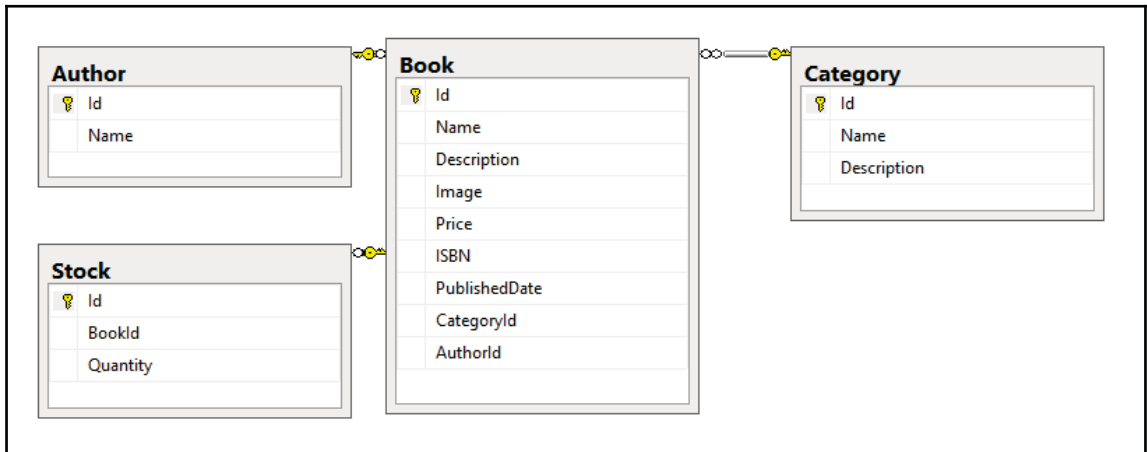 Author
Id
Name
Stock
Id
BookId
Quantity
Book
Id
Name
Description
Image
Price
ISBN
PublishedDate
CategoryId
AuthorId
Category
Id
Name
Description